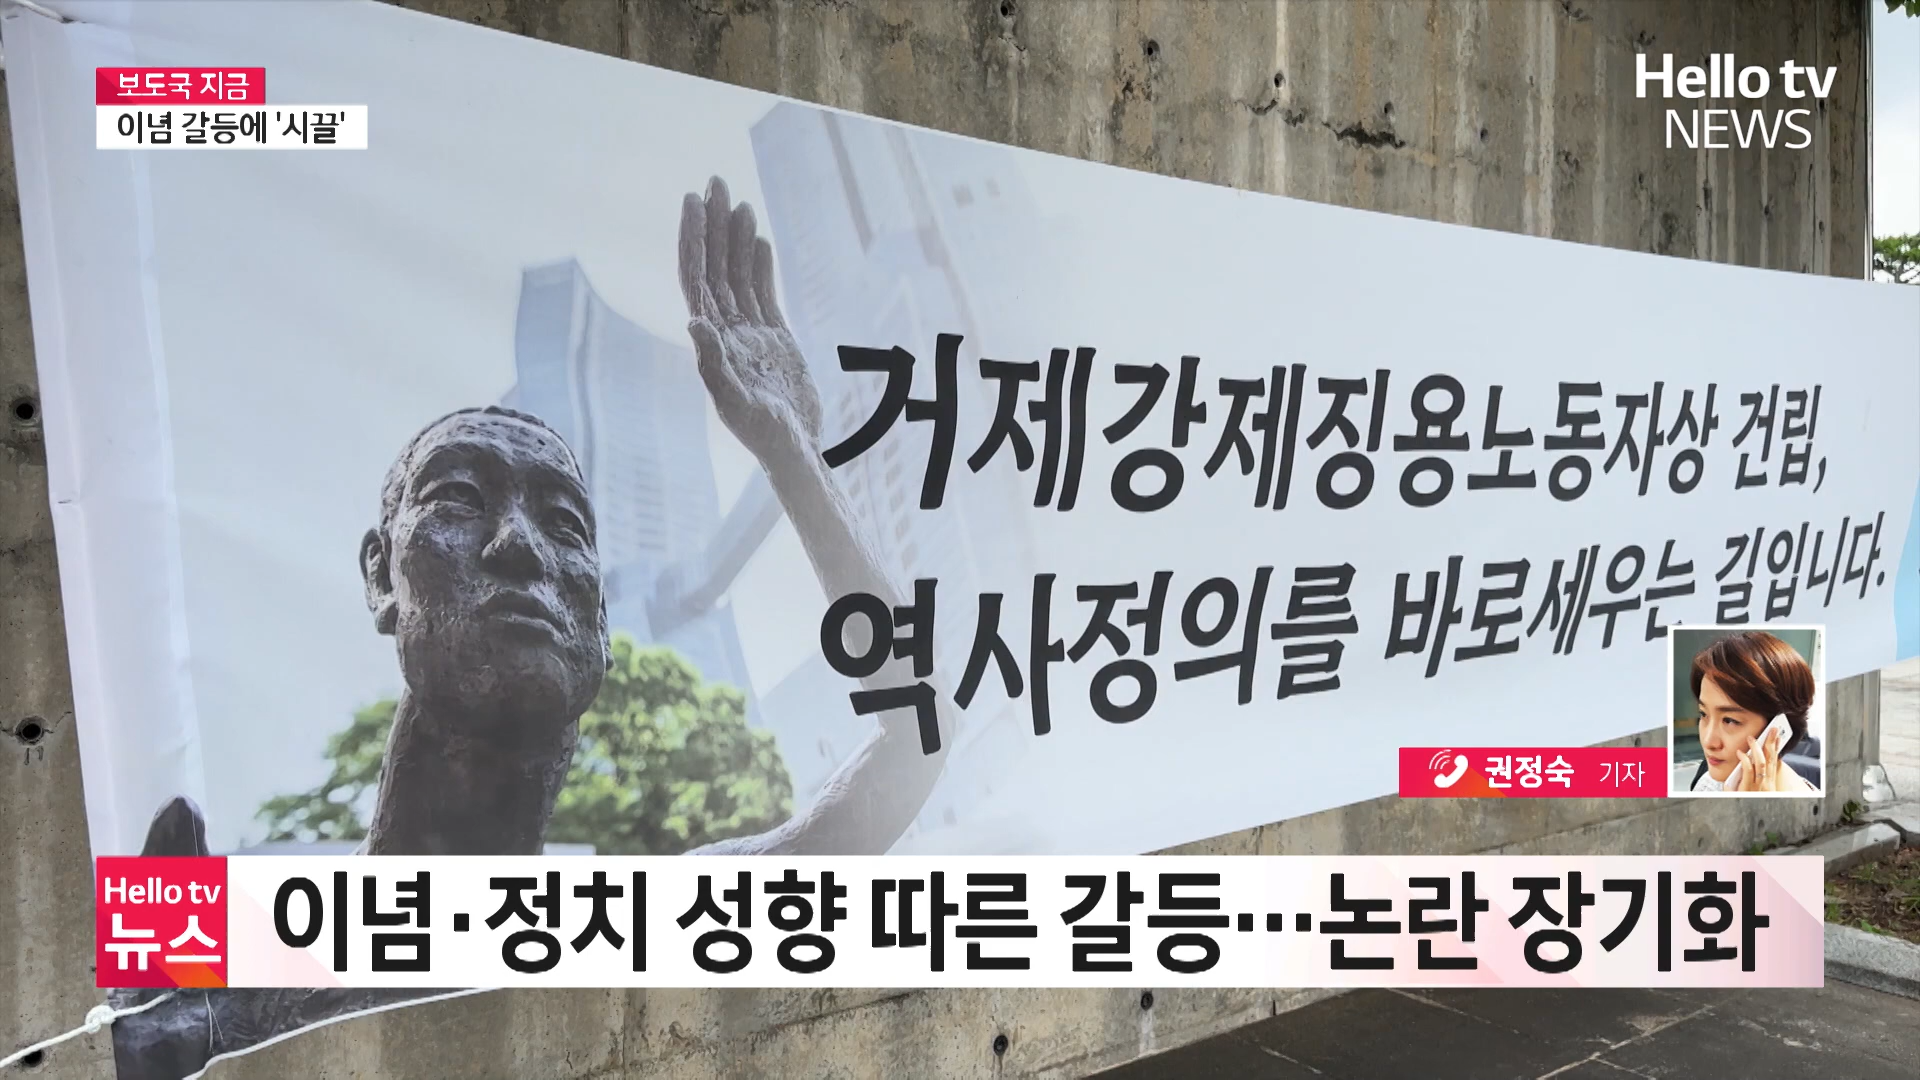 보도국 지금
이념 갈등에 '시끌'
Hello tv
NEWS
거제강제징용노동자상 건립,
역사정의를 바로세우는 길입니다.
권정숙 기자
Hello tv
뉴스
이념·정치 성향 따른 갈등…논란 장기화